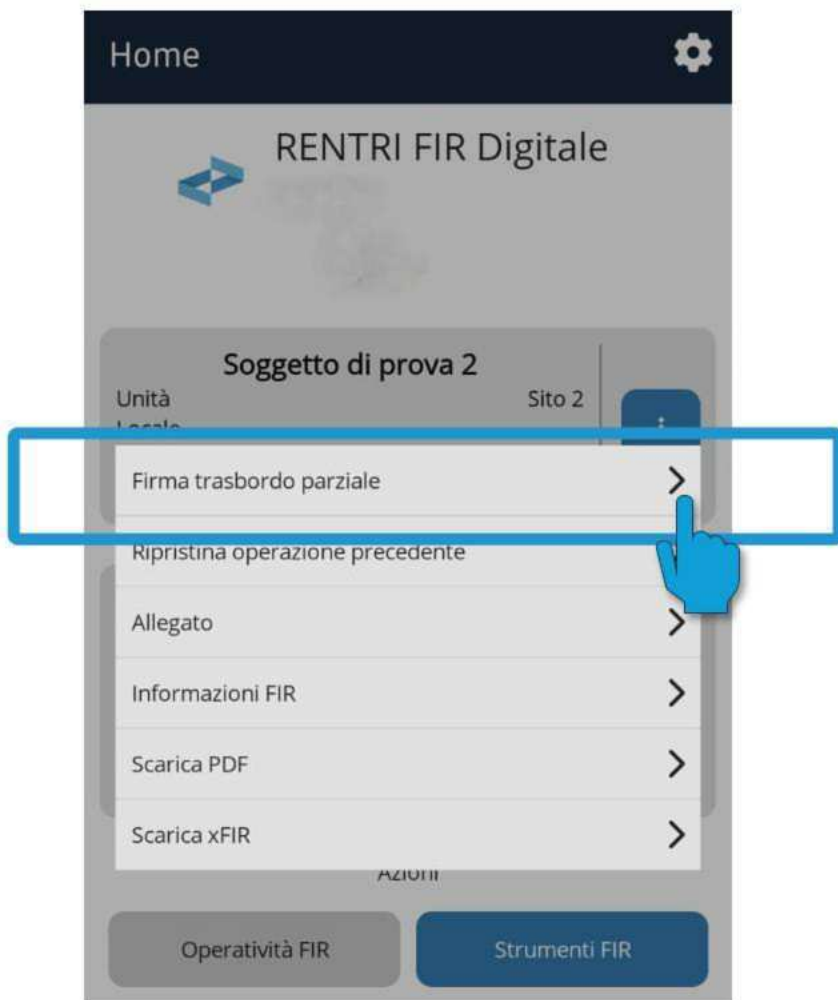 Home
RENTRI FIR Digitale
Soggetto di prova 2
Unità Sito 2
Locale
Firma trasbordo parziale
Ripristina operazione precedente
Allegato
Informazioni FIR
Scarica PDF
Scarica xFIR
Azioni
Operatività FIR Strumenti FIR